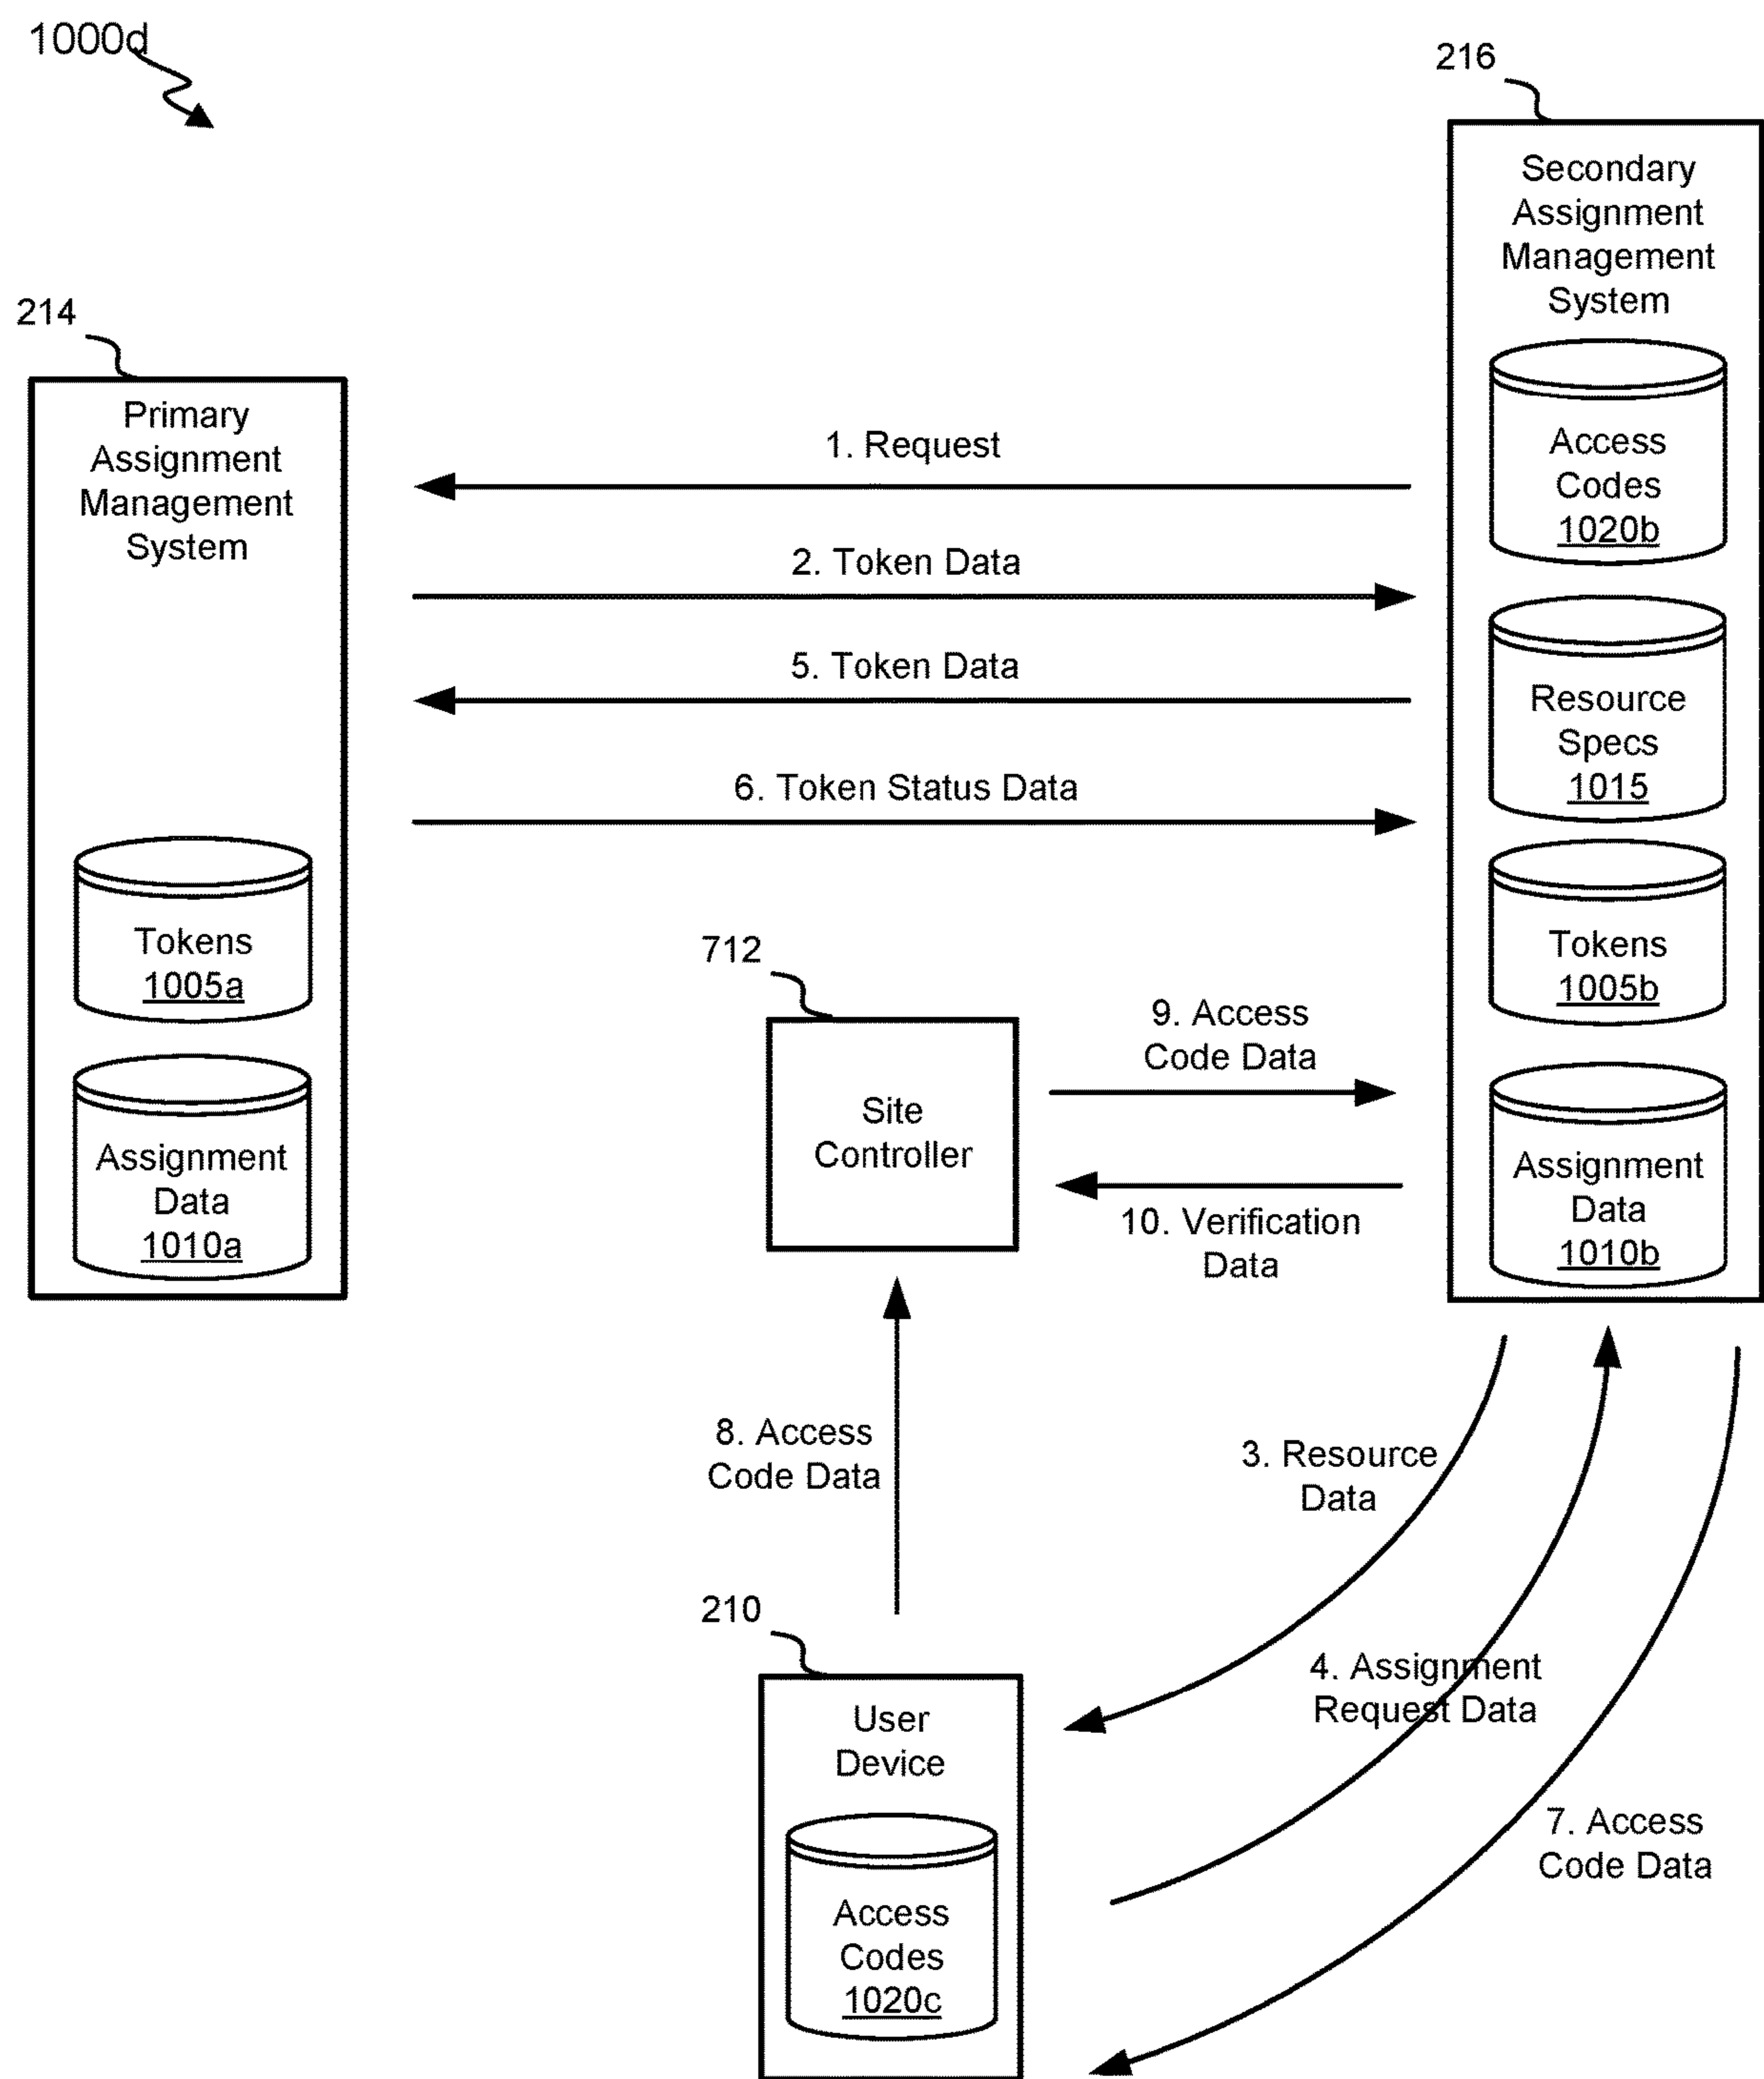 1000d
216
Secondary
Assignment
Management
System
214
Primary
Assignment
Management
System
1. Request
Access
Codes
1020b
2. Token Data
5. Token Data
Resource
Specs
1015
6. Token Status Data
Tokens
1005a
Tokens
1005b
712
9. Access
Code Data
Site
Controller
Assignment
Data
1010a
Assignment
Data
1010b
10. Verification
Data
8. Access
Code Data
3. Resource
Data
210
4. Assignment
Request Data
User
Device
7. Access
Code Data
Access
Codes
1020c